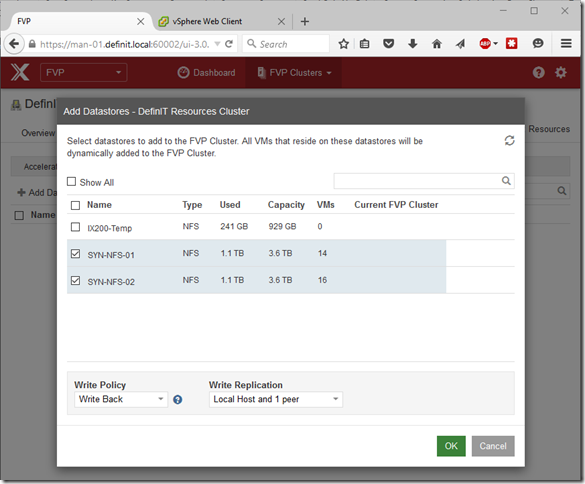 FVP
vSphere Web Client
https://man-01.definit.local:60002/ui-3.0.
Search
ABP
FVP
Dashboard
FVP Clusters
DefinIT
Overview
Resources
Accelerat
Add Da
Name
Add Datastores - DefinIT Resources Cluster
Select datastores to add to the FVP Cluster. All VMs that reside on these datastores will be
dynamically added to the FVP Cluster.
Show All
Name Type Used Capacity VMs Current FVP Cluster
IX200-Temp NFS 241 GB 929 GB 0
SYN-NFS-01 NFS 1.1 TB 3.6 TB 14
SYN-NFS-02 NFS 1.1 TB 3.6 TB 16
Write Policy Write Replication
Write Back Local Host and 1 peer
OK Cancel